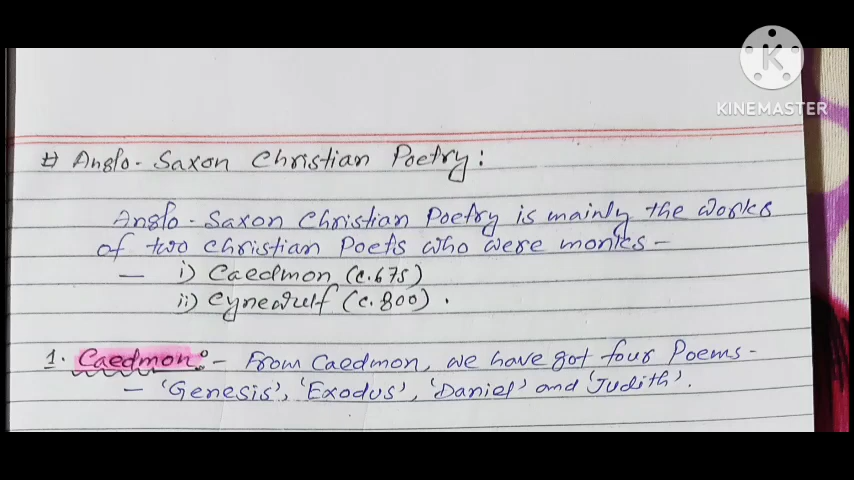 KINEMASTER
# Anglo-Saxon Christian Poetry:
Anglo-Saxon Christian Poetry is mainly the works
of two Christian Poets who were monks-
- i) Caedmon (c.675)
ii) Cynewulf (c.800).
1. Caedmon:- From Caedmon, we have got four Poems-
- 'Genesis', 'Exodus', 'Daniel' and 'Judith'.